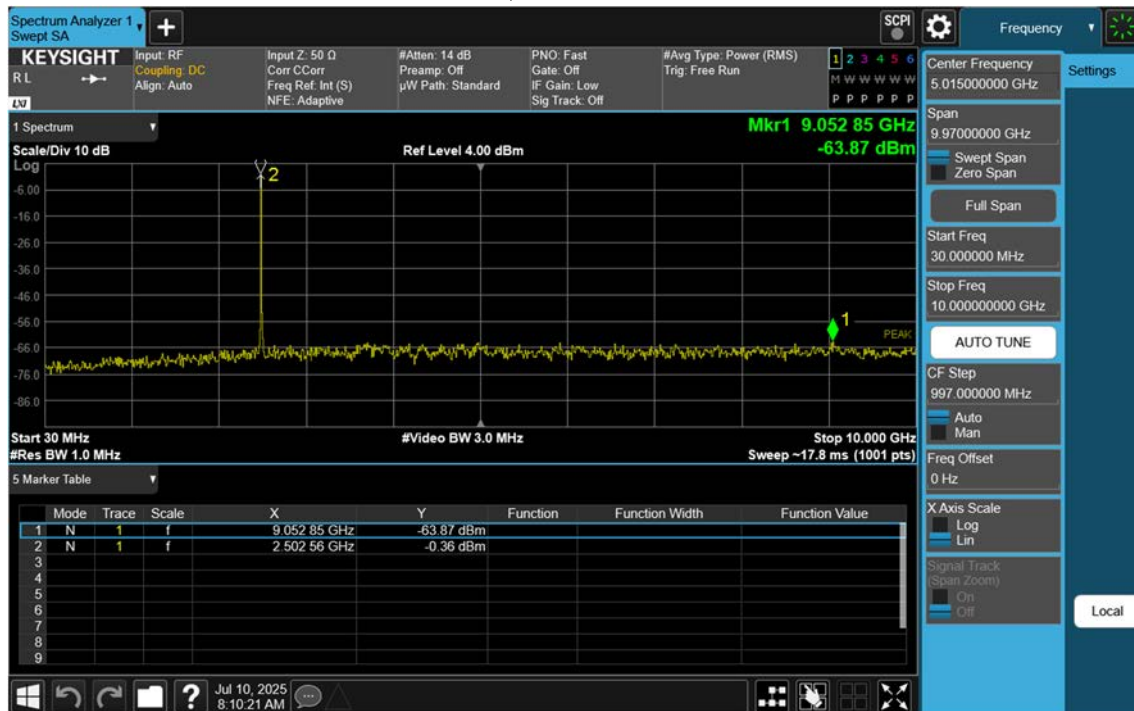 Spectrum Analyzer 1
Swept SA
+
SCPI
Frequency
KEYSIGHT
RL
LXI
Input: RF
Coupling: DC
Align: Auto
Input Z: 50 Ω
Corr CCorr
Freq Ref: Int (S)
NFE: Adaptive
#Atten: 14 dB
Preamp: Off
µW Path: Standard
PNO: Fast
Gate: Off
IF Gain: Low
Sig Track: Off
#Avg Type: Power (RMS)
Trig: Free Run
1 2 3 4 5 6
M W W W W W
P P P P P P
1 Spectrum
Scale/Div 10 dB
Ref Level 4.00 dBm
Mkr1 9.052 85 GHz
-63.87 dBm
Log
-6.00
-16.0
-26.0
-36.0
-46.0
-56.0
-66.0
-76.0
-86.0
2
1
PEAK
Start 30 MHz
#Res BW 1.0 MHz
#Video BW 3.0 MHz
Stop 10.000 GHz
Sweep ~17.8 ms (1001 pts)
5 Marker Table
Mode Trace Scale X Y Function Function Width Function Value
1 N 1 f 9.052 85 GHz -63.87 dBm
2 N 1 f 2.502 56 GHz -0.36 dBm
3
4
5
6
7
8
9
Jul 10, 2025
8:10:21 AM
?
Center Frequency
5.015000000 GHz
Span
9.97000000 GHz
Swept Span
Zero Span
Full Span
Start Freq
30.000000 MHz
Stop Freq
10.000000000 GHz
AUTO TUNE
CF Step
997.000000 MHz
Auto
Man
Freq Offset
0 Hz
X Axis Scale
Log
Lin
Signal Track
(Span Zoom)
On
Off
Settings
Local